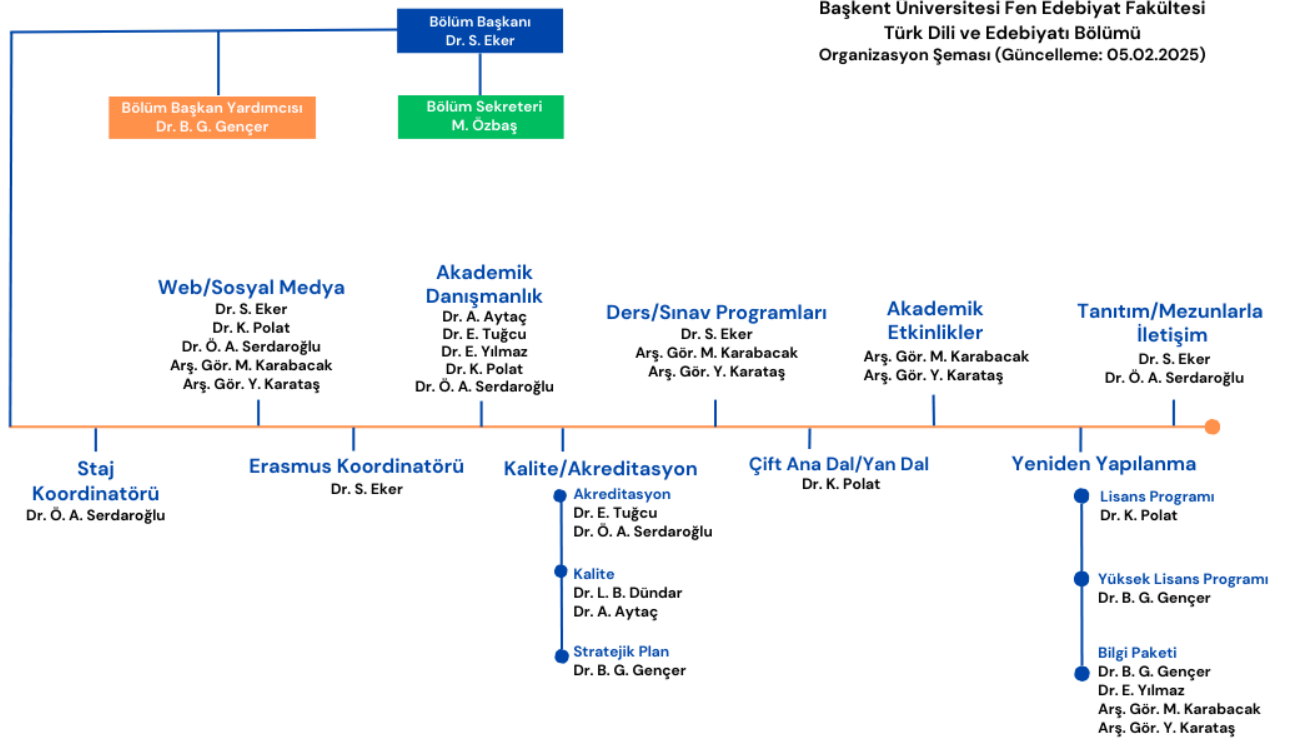 Başkent Üniversitesi Fen Edebiyat Fakültesi
Türk Dili ve Edebiyatı Bölümü
Organizasyon Şeması (Güncelleme: 05.02.2025)
Bölüm Başkanı
Dr. S. Eker
Bölüm Başkan Yardımcısı
Dr. B. G. Gençer
Bölüm Sekreteri
M. Özbaş
Web/Sosyal Medya
Dr. S. Eker
Dr. K. Polat
Dr. Ö. A. Serdaroğlu
Arş. Gör. M. Karabacak
Arş. Gör. Y. Karataş
Akademik
Danışmanlık
Dr. A. Aytaç
Dr. E. Tuğcu
Dr. E. Yılmaz
Dr. K. Polat
Dr. Ö. A. Serdaroğlu
Ders/Sınav Programları
Dr. S. Eker
Arş. Gör. M. Karabacak
Arş. Gör. Y. Karataş
Akademik
Etkinlikler
Arş. Gör. M. Karabacak
Arş. Gör. Y. Karataş
Tanıtım/Mezunlarla
İletişim
Dr. S. Eker
Dr. Ö. A. Serdaroğlu
Staj
Koordinatörü
Dr. Ö. A. Serdaroğlu
Erasmus Koordinatörü
Dr. S. Eker
Kalite/Akreditasyon
Akreditasyon
Dr. E. Tuğcu
Dr. Ö. A. Serdaroğlu
Kalite
Dr. L. B. Dündar
Dr. A. Aytaç
Stratejik Plan
Dr. B. G. Gençer
Çift Ana Dal/Yan Dal
Dr. K. Polat
Yeniden Yapılanma
Lisans Programı
Dr. K. Polat
Yüksek Lisans Programı
Dr. B. G. Gençer
Bilgi Paketi
Dr. B. G. Gençer
Dr. E. Yılmaz
Arş. Gör. M. Karabacak
Arş. Gör. Y. Karataş